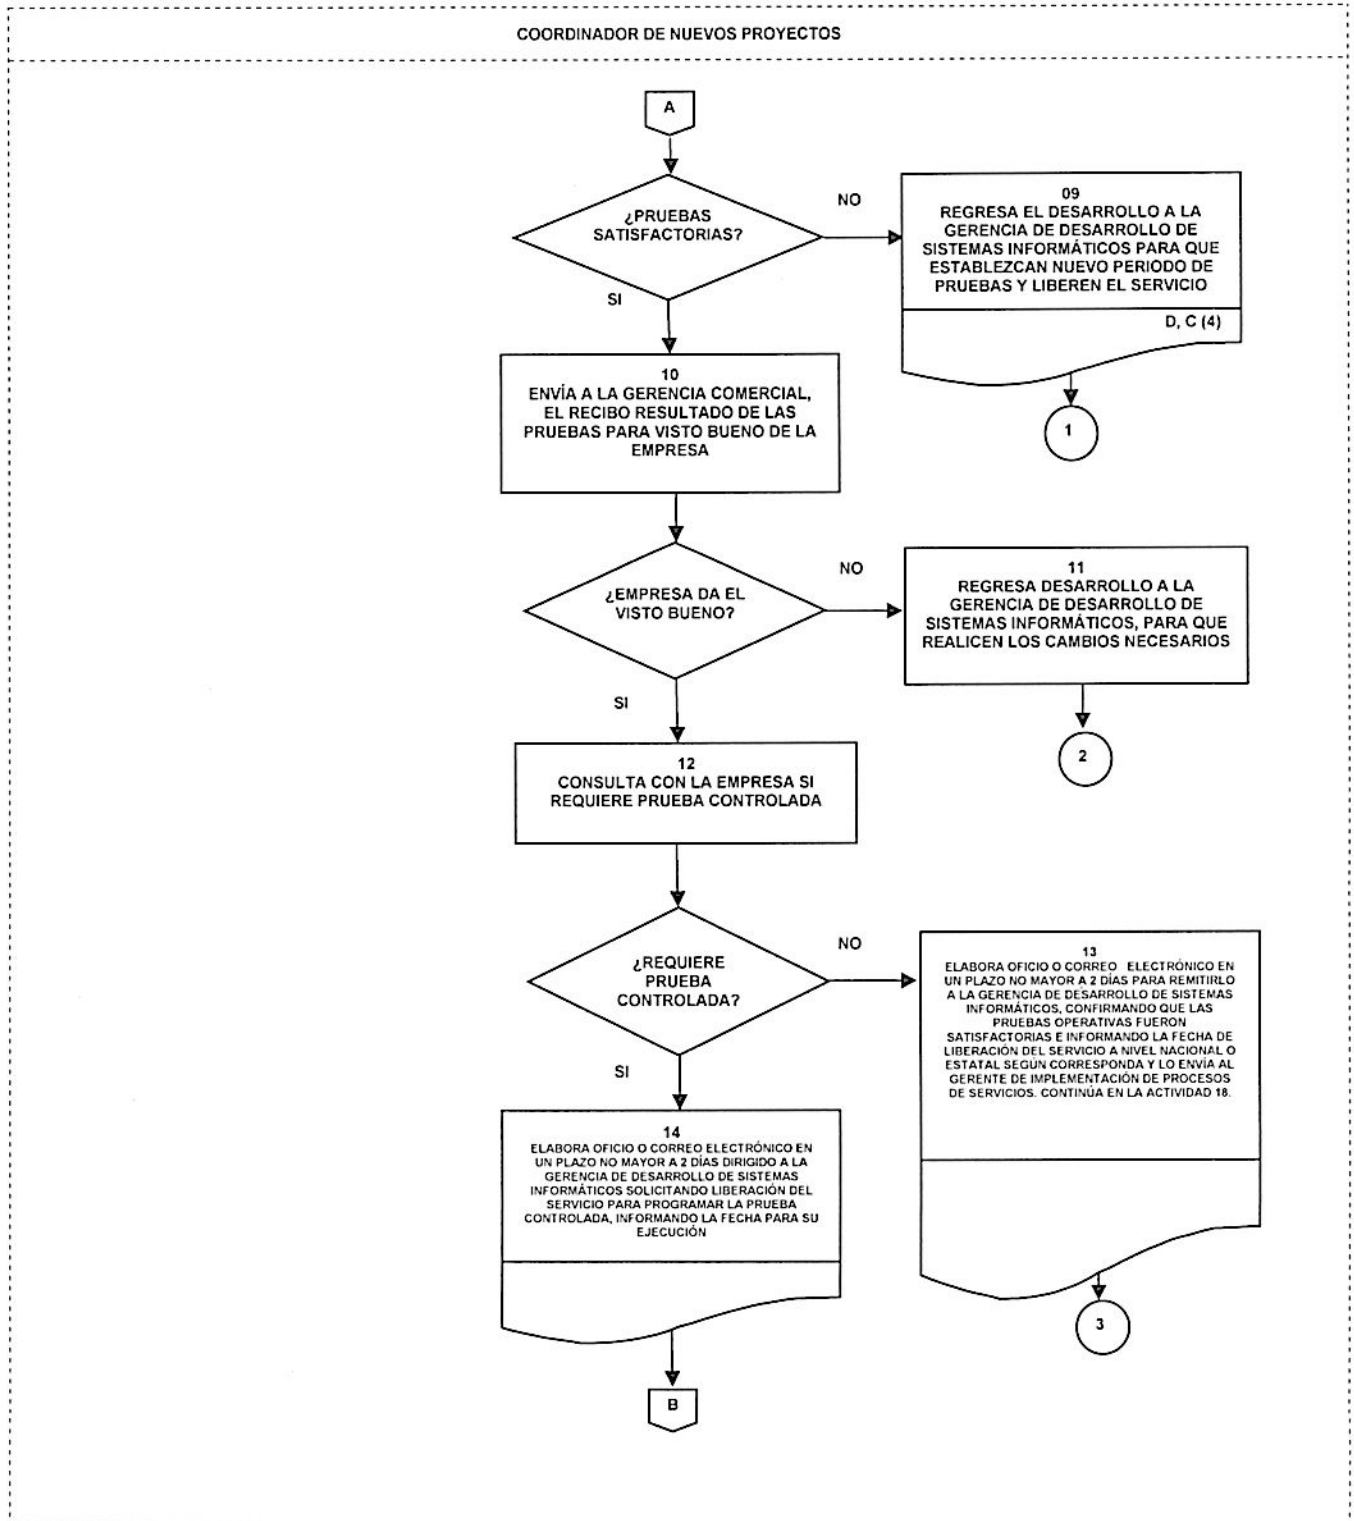 COORDINADOR DE NUEVOS PROYECTOS
A
¿PRUEBAS
SATISFACTORIAS?
NO
SI
09
REGRESA EL DESARROLLO A LA
GERENCIA DE DESARROLLO DE
SISTEMAS INFORMÁTICOS PARA QUE
ESTABLEZCAN NUEVO PERIODO DE
PRUEBAS Y LIBEREN EL SERVICIO
D, C (4)
1
10
ENVÍA A LA GERENCIA COMERCIAL,
EL RECIBO RESULTADO DE LAS
PRUEBAS PARA VISTO BUENO DE LA
EMPRESA
¿EMPRESA DA EL
VISTO BUENO?
NO
SI
11
REGRESA DESARROLLO A LA
GERENCIA DE DESARROLLO DE
SISTEMAS INFORMÁTICOS, PARA QUE
REALICEN LOS CAMBIOS NECESARIOS
2
12
CONSULTA CON LA EMPRESA SI
REQUIERE PRUEBA CONTROLADA
¿REQUIERE
PRUEBA
CONTROLADA?
NO
SI
13
ELABORA OFICIO O CORREO ELECTRÓNICO EN
UN PLAZO NO MAYOR A 2 DÍAS PARA REMITIRLO
A LA GERENCIA DE DESARROLLO DE SISTEMAS
INFORMÁTICOS, CONFIRMANDO QUE LAS
PRUEBAS OPERATIVAS FUERON
SATISFACTORIAS E INFORMANDO LA FECHA DE
LIBERACIÓN DEL SERVICIO A NIVEL NACIONAL O
ESTATAL SEGÚN CORRESPONDA Y LO ENVÍA AL
GERENTE DE IMPLEMENTACIÓN DE PROCESOS
DE SERVICIOS. CONTINÚA EN LA ACTIVIDAD 18.
3
14
ELABORA OFICIO O CORREO ELECTRÓNICO EN
UN PLAZO NO MAYOR A 2 DÍAS DIRIGIDO A LA
GERENCIA DE DESARROLLO DE SISTEMAS
INFORMÁTICOS SOLICITANDO LIBERACIÓN DEL
SERVICIO PARA PROGRAMAR LA PRUEBA
CONTROLADA, INFORMANDO LA FECHA PARA SU
EJECUCIÓN
B